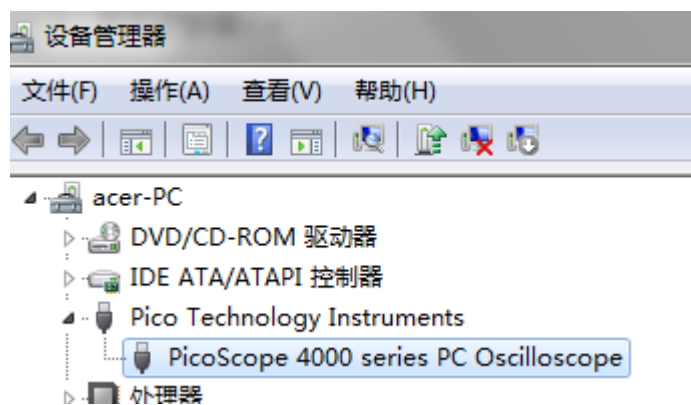 设备管理器
文件(F) 操作(A) 查看(V) 帮助(H)
acer-PC
DVD/CD-ROM 驱动器
IDE ATA/ATAPI 控制器
Pico Technology Instruments
PicoScope 4000 series PC Oscilloscope
处理器